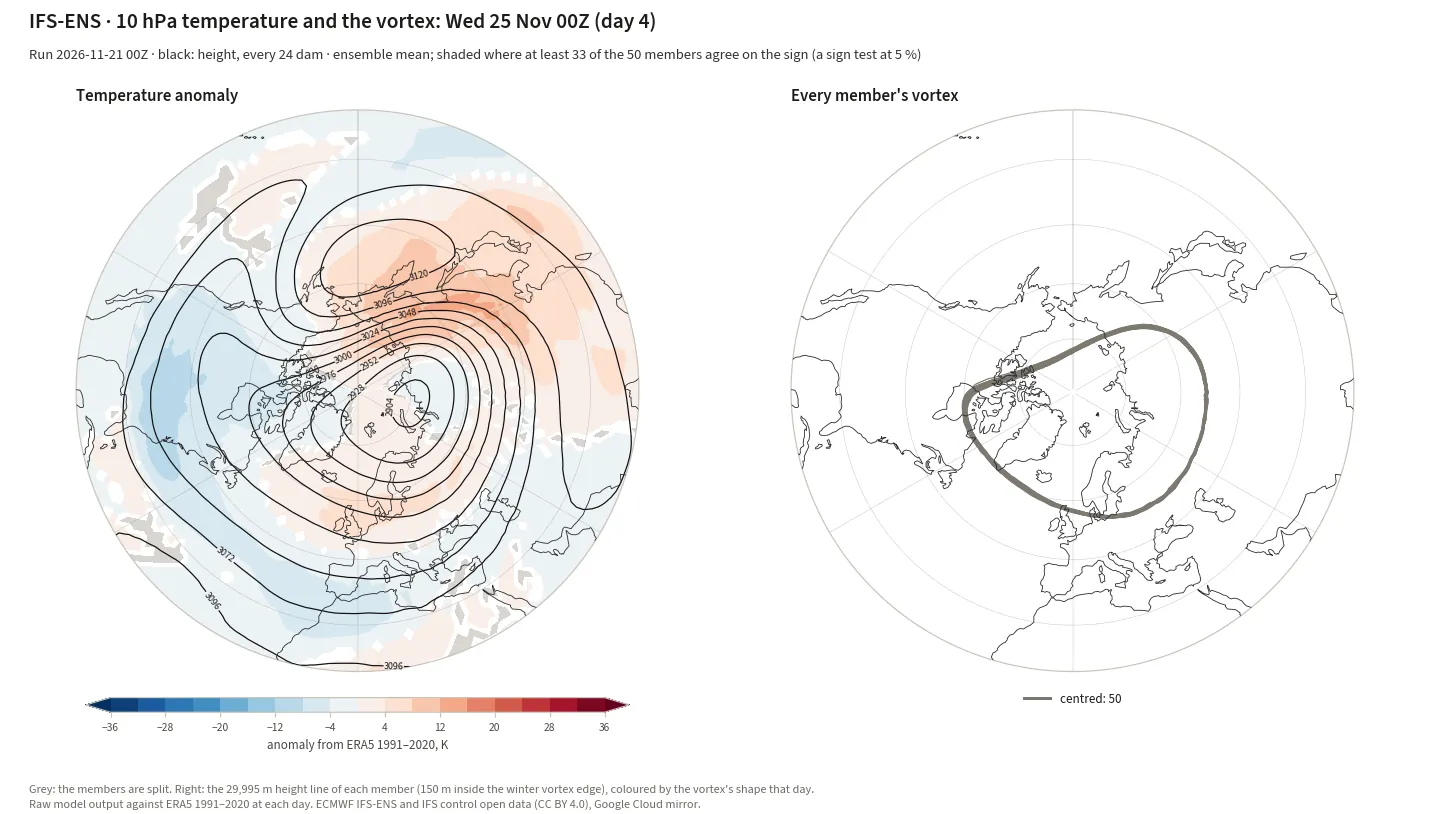 IFS-ENS · 10 hPa temperature and the vortex: Wed 25 Nov 00Z (day 4)
Run 2026-11-21 00Z · black: height, every 24 dam · ensemble mean; shaded where at least 33 of the 50 members agree on the sign (a sign test at 5 %)
Temperature anomaly
Every member's vortex
3120
3096
3048
3024
3000
2952
2976
2928
2904
3072
3096
3096
centred: 50
−36 −28 −20 −12 −4 4 12 20 28 36
anomaly from ERA5 1991–2020, K
Grey: the members are split. Right: the 29,995 m height line of each member (150 m inside the winter vortex edge), coloured by the vortex's shape that day.
Raw model output against ERA5 1991–2020 at each day. ECMWF IFS-ENS and IFS control open data (CC BY 4.0), Google Cloud mirror.